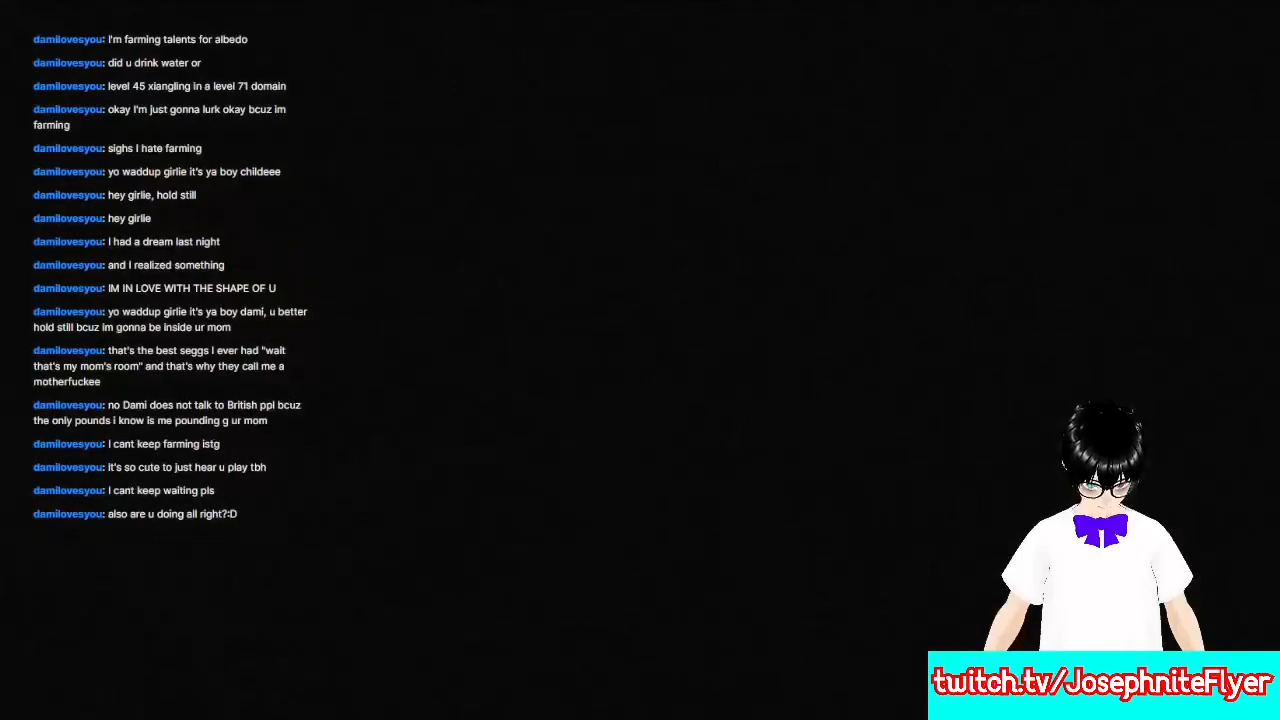 damilovesyou: I'm farming talents for albedo
damilovesyou: did u drink water or
damilovesyou: level 45 xiangling in a level 71 domain
damilovesyou: okay I'm just gonna lurk okay bcuz im
farming
damilovesyou: sighs I hate farming
damilovesyou: yo waddup girlie it's ya boy childeee
damilovesyou: hey girlie, hold still
damilovesyou: hey girlie
damilovesyou: I had a dream last night
damilovesyou: and I realized something
damilovesyou: IM IN LOVE WITH THE SHAPE OF U
damilovesyou: yo waddup girlie it's ya boy dami, u better
hold still bcuz im gonna be inside ur mom
damilovesyou: that's the best seggs I ever had "wait
that's my mom's room" and that's why they call me a
motherfuckee
damilovesyou: no Dami does not talk to British ppl bcuz
the only pounds i know is me pounding g ur mom
damilovesyou: I cant keep farming istg
damilovesyou: it's so cute to just hear u play tbh
damilovesyou: I cant keep waiting pls
damilovesyou: also are u doing all right?:D
twitch.tv/JosephniteFlyer